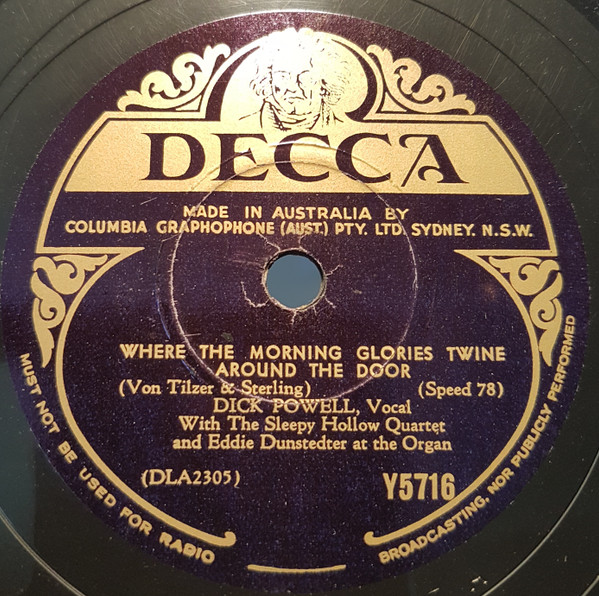 DECCA
MADE IN AUSTRALIA BY
COLUMBIA GRAPHOPHONE (AUST.) PTY. LTD. SYDNEY. N.S.W.
WHERE THE MORNING GLORIES TWINE
AROUND THE DOOR
(Von Tilzer & Sterling) (Speed 78)
DICK POWELL, Vocal
With The Sleepy Hollow Quartet
and Eddie Dunstedter at the Organ
(DLA2305) Y5716
MUST NOT BE USED FOR RADIO
BROADCASTING, NOR PUBLICLY PERFORMED